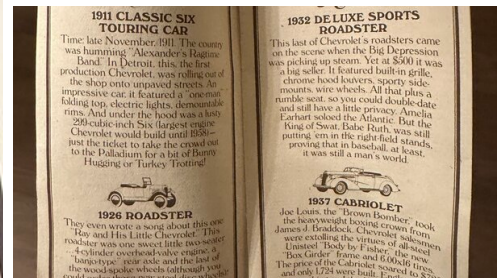 1911 CLASSIC SIX
TOURING CAR
Time: late November, 1911. The country
was humming "Alexander's Ragtime
Band." In Detroit, this, the first
production Chevrolet, was rolling out of
the shop onto unpaved streets. An
impressive car, it featured a "one-man"
folding top, electric lights, demountable
rims. And under the hood was a lusty
299-cubic-inch Six (largest engine
Chevrolet would build until 1958)—
just the ticket to take the crowd out
to the Palladium for a bit of Bunny
Hugging or Turkey Trotting!
1926 ROADSTER
They even wrote a song about this one
"Ray and His Little Chevrolet." This
roadster was one sweet little two-seater
4-cylinder overhead-valve engine, a
"banjo-type" rear axle and the last of
the wood-spoke wheels (although you
1932 DE LUXE SPORTS
ROADSTER
This last of Chevrolet's roadsters came
on the scene when the Big Depression
was picking up steam. Yet at $500 it was
a big seller. It featured built-in grille,
chrome hood louvers, sporty side-
mounts, wire wheels. All that plus a
rumble seat, so you could double-date
and still have a little privacy. Amelia
Earhart soloed the Atlantic. But the
King of Swat, Babe Ruth, was still
putting 'em in the right-field stands,
proving that in baseball, at least,
it was still a man's world.
1937 CABRIOLET
Joe Louis, the "Brown Bomber," took
the heavyweight boxing crown from
James J. Braddock. Chevrolet salesmen
were extolling the virtues of all-steel
Unisteel "Body by Fisher," the new
"Box Girder" frame and 6.00x16 tires.
The price of the Cabriolet soared to
and only 1,724 were built.